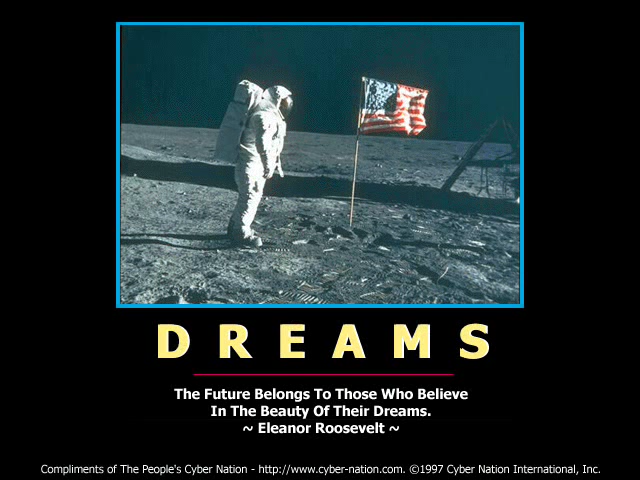 D R E A M S
The Future Belongs To Those Who Believe
In The Beauty Of Their Dreams.
~ Eleanor Roosevelt ~
Compliments of The People's Cyber Nation - http://www.cyber-nation.com. ©1997 Cyber Nation International, Inc.